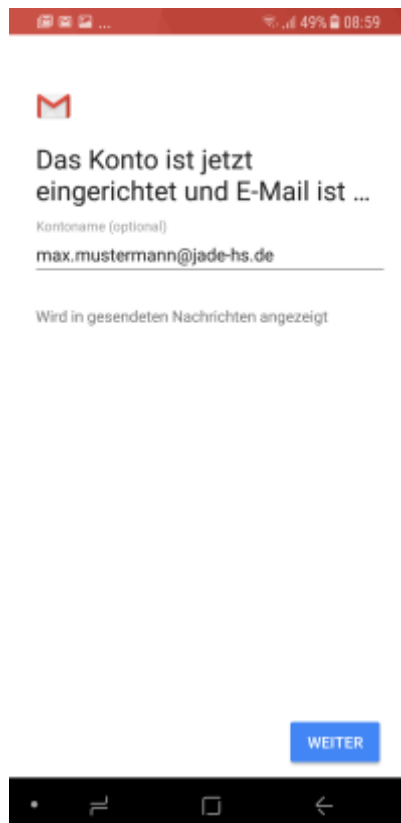 ... 49% 08:59
Das Konto ist jetzt
eingerichtet und E-Mail ist ...
Kontoname (optional)
max.mustermann@jade-hs.de
Wird in gesendeten Nachrichten angezeigt
WEITER